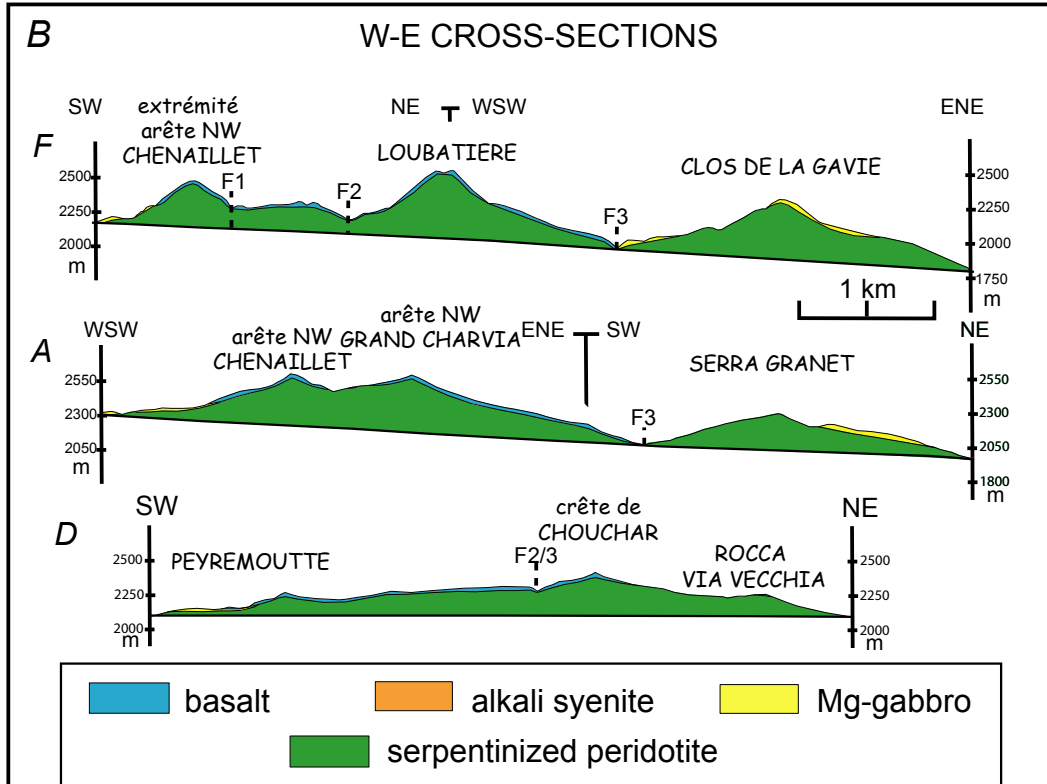 B
W-E CROSS-SECTIONS
SW
extrémité
arête NW
CHENAILLET
NE
WSW
ENE
F
LOUBATIERE
CLOS DE LA GAVIE
2500
2250
2000
m
F1
F2
F3
2500
2250
2000
1750
m
1 km
A
WSW
arête NW
CHENAILLET
arête NW
GRAND CHARVIA
ENE
SW
NE
SERRA GRANET
2550
2300
2050
m
F3
2550
2300
2050
1800
m
D
SW
crête de
CHOUCHAR
NE
PEYREMOUTTE
F2/3
ROCCA
VIA VECCHIA
2500
2250
2000
m
2500
2250
2000
m
basalt
alkali syenite
Mg-gabbro
serpentinized peridotite